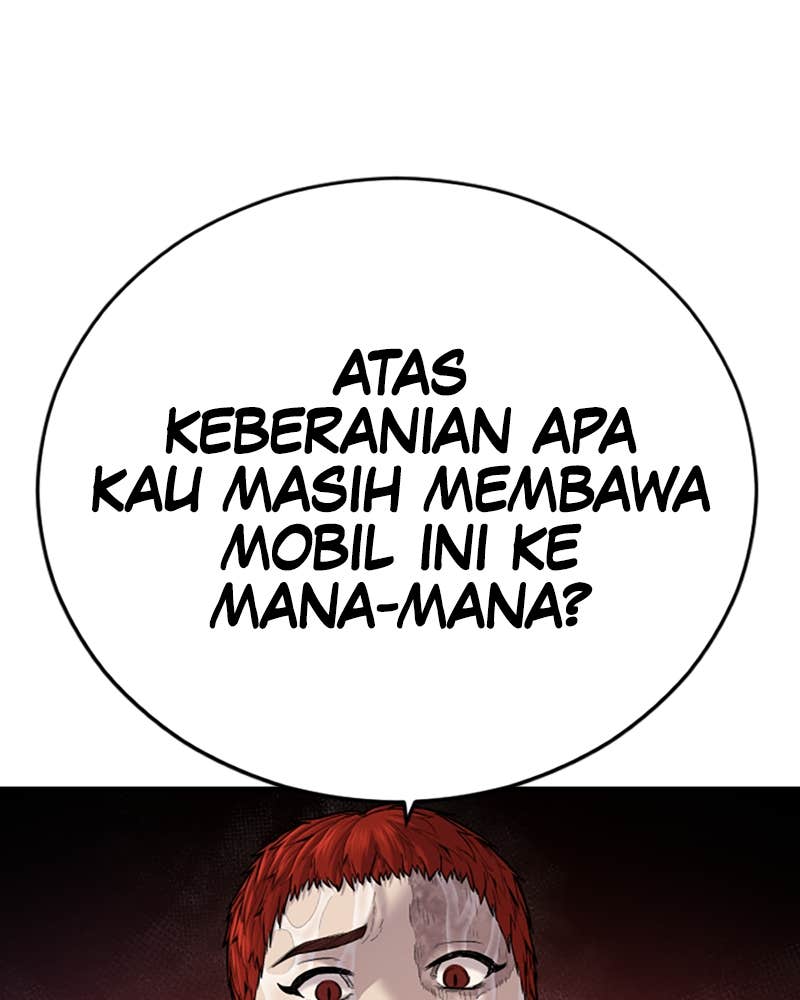 ATAS
KEBERANIAN APA
KAU MASIH MEMBAWA
MOBIL INI KE
MANA-MANA?